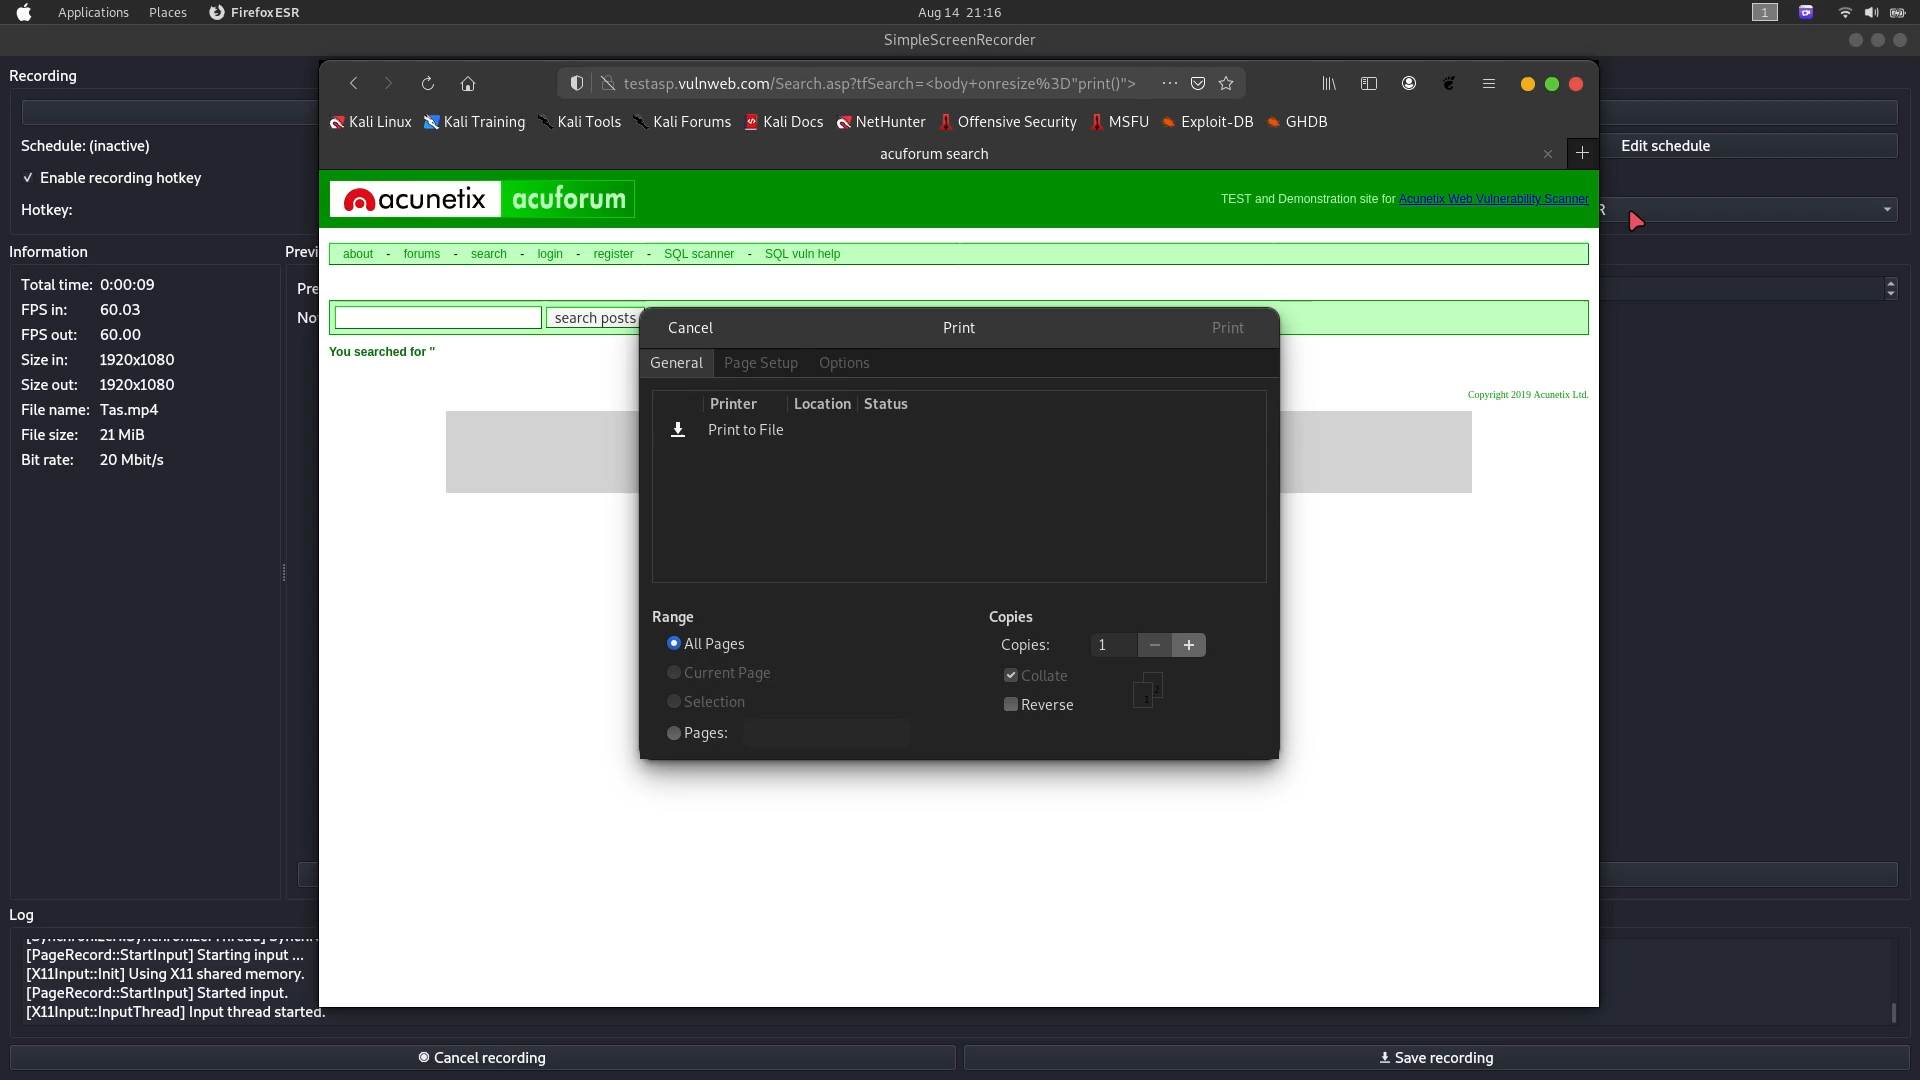 Applications Places FirefoxESR Aug 14 21:16 1
SimpleScreenRecorder
Recording
Schedule: (inactive)
Edit schedule
Enable recording hotkey
Hotkey:
R
Information
Previ
Total time: 0:00:09
FPS in: 60.03
FPS out: 60.00
Size in: 1920x1080
Size out: 1920x1080
File name: Tas.mp4
File size: 21 MiB
Bit rate: 20 Mbit/s
Pre
No
testasp.vulnweb.com/Search.asp?tfSearch=<body+onresize%3D"print()">
Kali Linux Kali Training Kali Tools Kali Forums Kali Docs NetHunter Offensive Security MSFU Exploit-DB GHDB
acuforum search
acunetix acuforum
TEST and Demonstration site for Acunetix Web Vulnerability Scanner
about - forums - search - login - register - SQL scanner - SQL vuln help
search posts
You searched for ''
Copyright 2019 Acunetix Ltd.
Cancel Print Print
General Page Setup Options
Printer Location Status
Print to File
Range
All Pages
Current Page
Selection
Pages:
Copies
Copies: 1
Collate
Reverse
1 2
Log
[PageRecord::StartInput] Starting input ...
[X11Input::Init] Using X11 shared memory.
[PageRecord::StartInput] Started input.
[X11Input::InputThread] Input thread started.
Cancel recording
Save recording